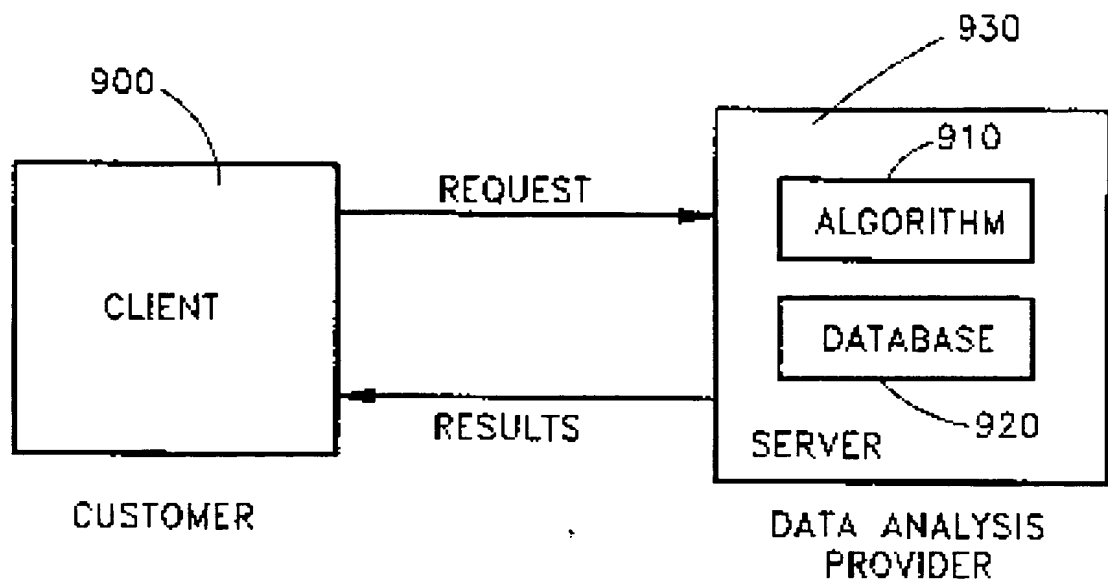 930
900
910
REQUEST
ALGORITHM
CLIENT
DATABASE
RESULTS
920
SERVER
CUSTOMER
DATA ANALYSIS
PROVIDER